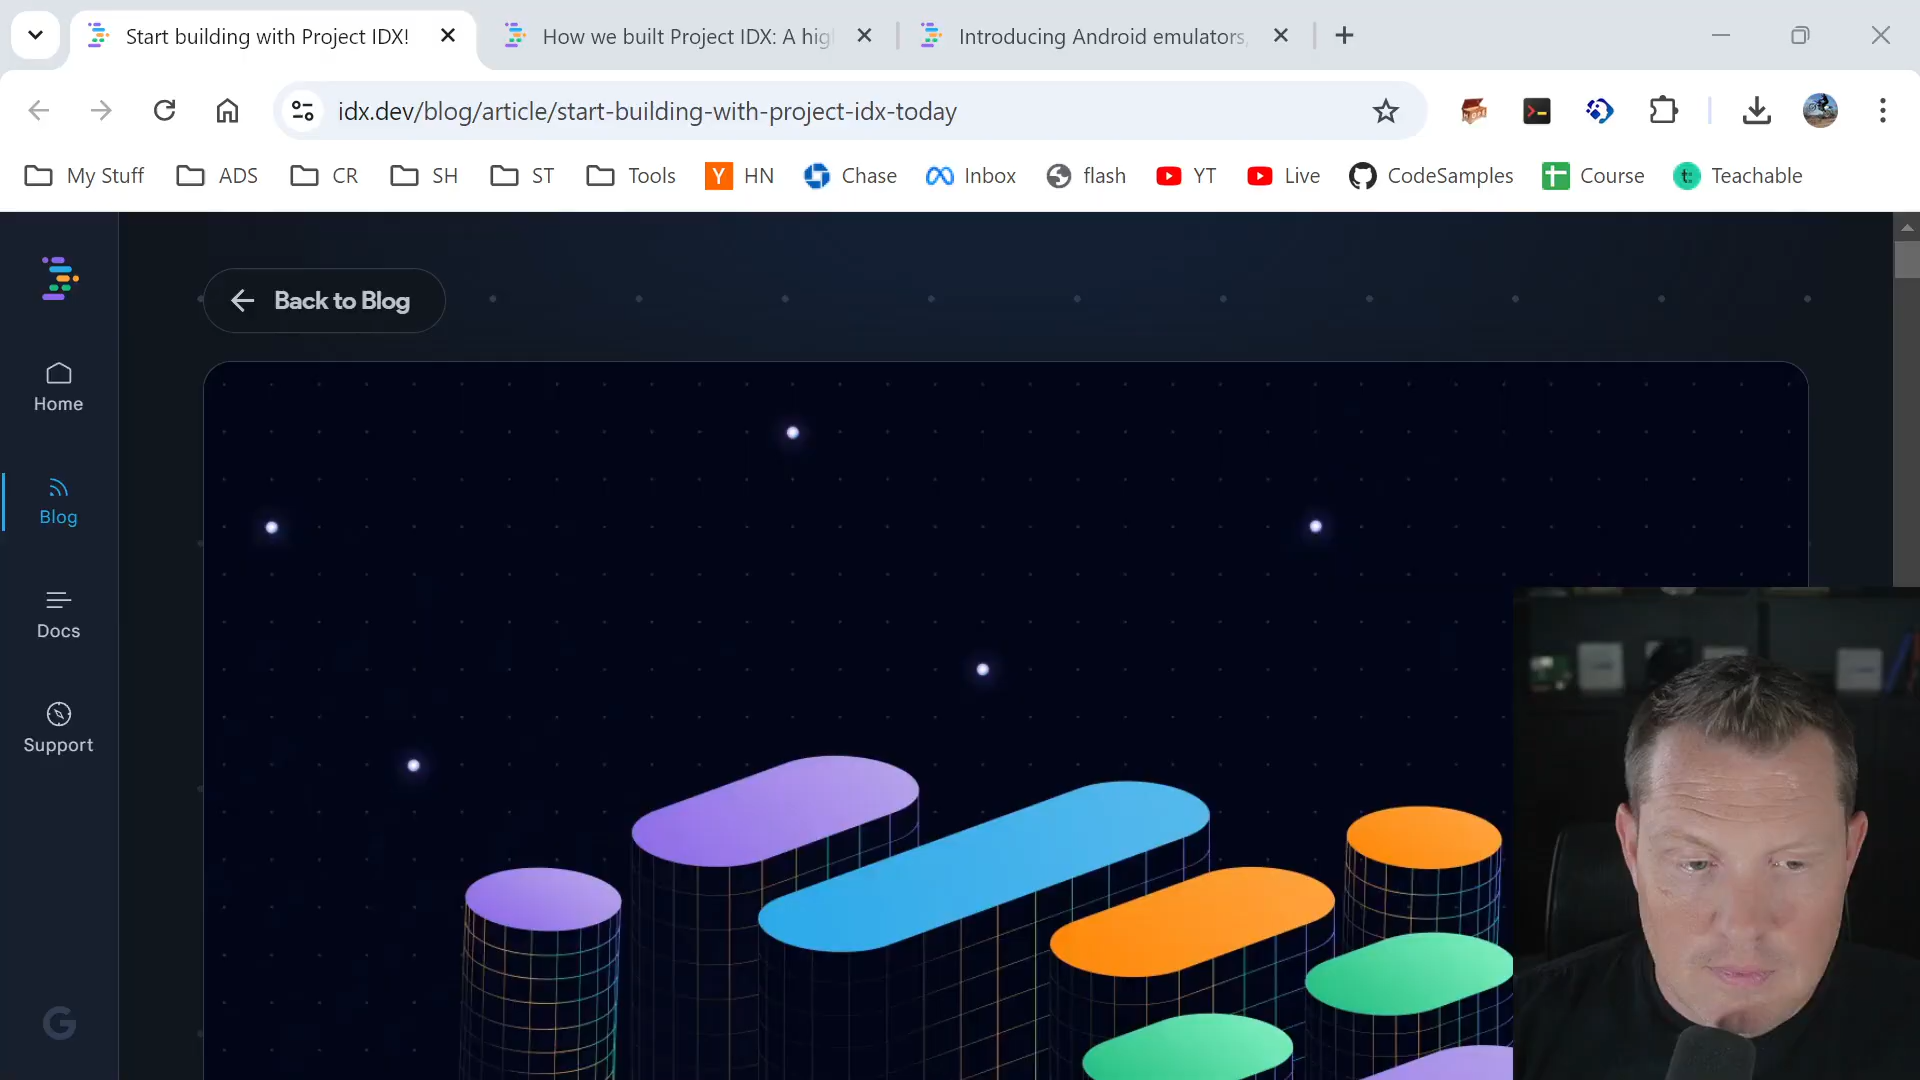 Start building with Project IDX!
How we built Project IDX: A hig
Introducing Android emulators,
idx.dev/blog/article/start-building-with-project-idx-today
My Stuff
ADS
CR
SH
ST
Tools
HN
Chase
Inbox
flash
YT
Live
CodeSamples
Course
Teachable
Back to Blog
Home
Blog
Docs
Support